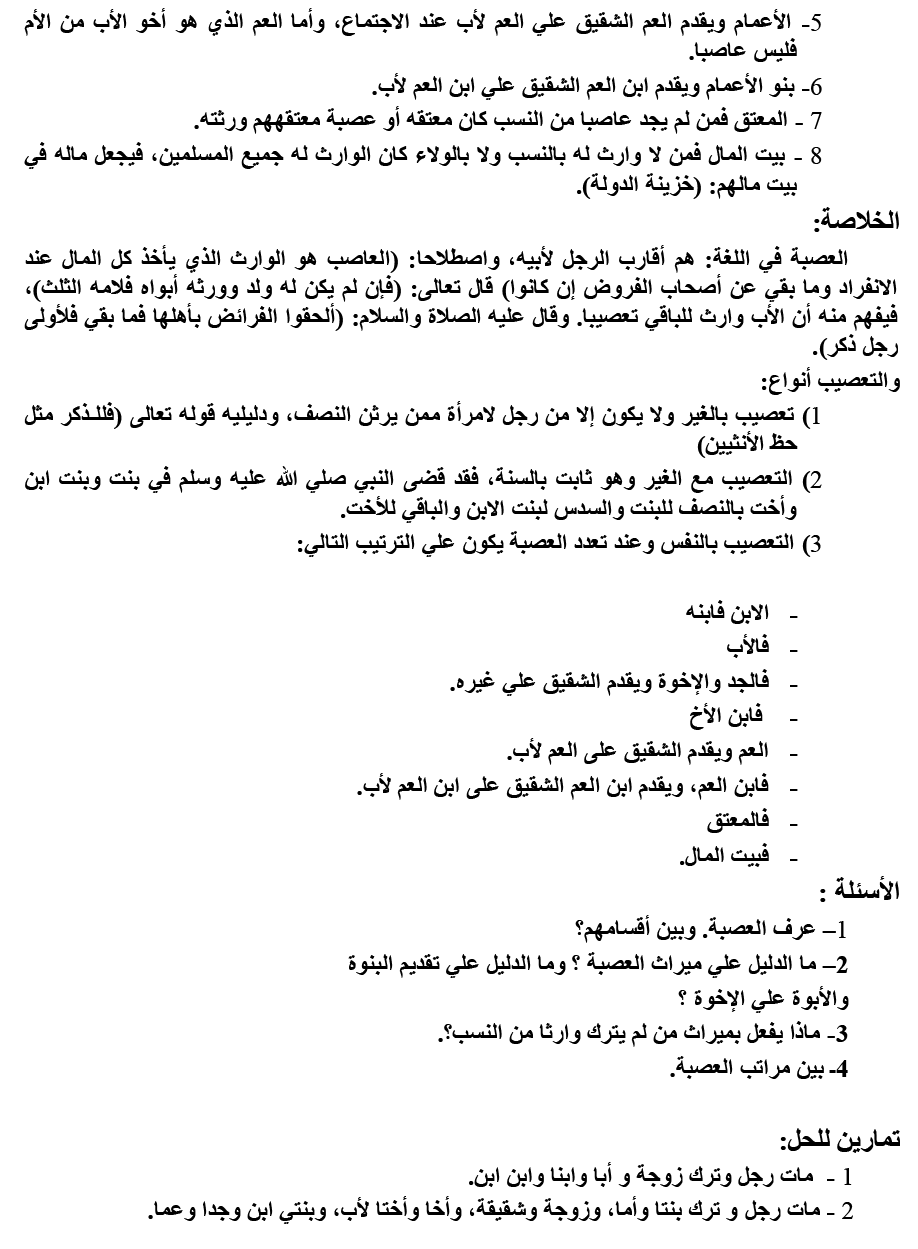 5- الأعمام ويقدم العم الشقيق علي العم لأب عند الاجتماع، وأما العم الذي هو أخو الأب من الأم
فليس عاصبا.
6- بنو الأعمام ويقدم ابن العم الشقيق علي ابن العم لأب.
7 - المعتق فمن لم يجد عاصبا من النسب كان معتقه أو عصبة معتقههم ورثته.
8 - بيت المال فمن لا وارث له بالنسب ولا بالولاء كان الوارث له جميع المسلمين، فيجعل ماله في
بيت مالهم: (خزينة الدولة).
الخلاصة:
العصبة في اللغة: هم أقارب الرجل لأبيه، واصطلاحا: (العاصب هو الوارث الذي يأخذ كل المال عند
الانفراد وما بقي عن أصحاب الفروض إن كانوا) قال تعالى: (فإن لم يكن له ولد وورثه أبواه فلامه الثلث)،
فيفهم منه أن الأب وارث للباقي تعصيبا. وقال عليه الصلاة والسلام: (ألحقوا الفرائض بأهلها فما بقي فلأولى
رجل ذكر).
والتعصيب أنواع:
1) تعصيب بالغير ولا يكون إلا من رجل لامرأة ممن يرثن النصف، ودليليه قوله تعالى (فللذكر مثل
حظ الأنثيين)
2) التعصيب مع الغير وهو ثابت بالسنة، فقد قضى النبي صلي الله عليه وسلم في بنت وبنت ابن
وأخت بالنصف للبنت والسدس لبنت الابن والباقي للأخت.
3) التعصيب بالنفس وعند تعدد العصبة يكون علي الترتيب التالي:
- الابن فابنه
- فالأب
- فالجد والإخوة ويقدم الشقيق علي غيره.
- فابن الأخ
- العم ويقدم الشقيق على العم لأب.
- فابن العم، ويقدم ابن العم الشقيق على ابن العم لأب.
- فالمعتق
- فبيت المال.
الأسئلة :
1– عرف العصبة. وبين أقسامهم؟
2– ما الدليل علي ميراث العصبة ؟ وما الدليل علي تقديم البنوة
والأبوة علي الإخوة ؟
3- ماذا يفعل بميراث من لم يترك وارثا من النسب؟.
4- بين مراتب العصبة.
تمارين للحل:
1 - مات رجل وترك زوجة و أبا وابنا وابن ابن.
2 - مات رجل و ترك بنتا وأما، وزوجة وشقيقة، وأخا وأختا لأب، وبنتي ابن وجدا وعما.